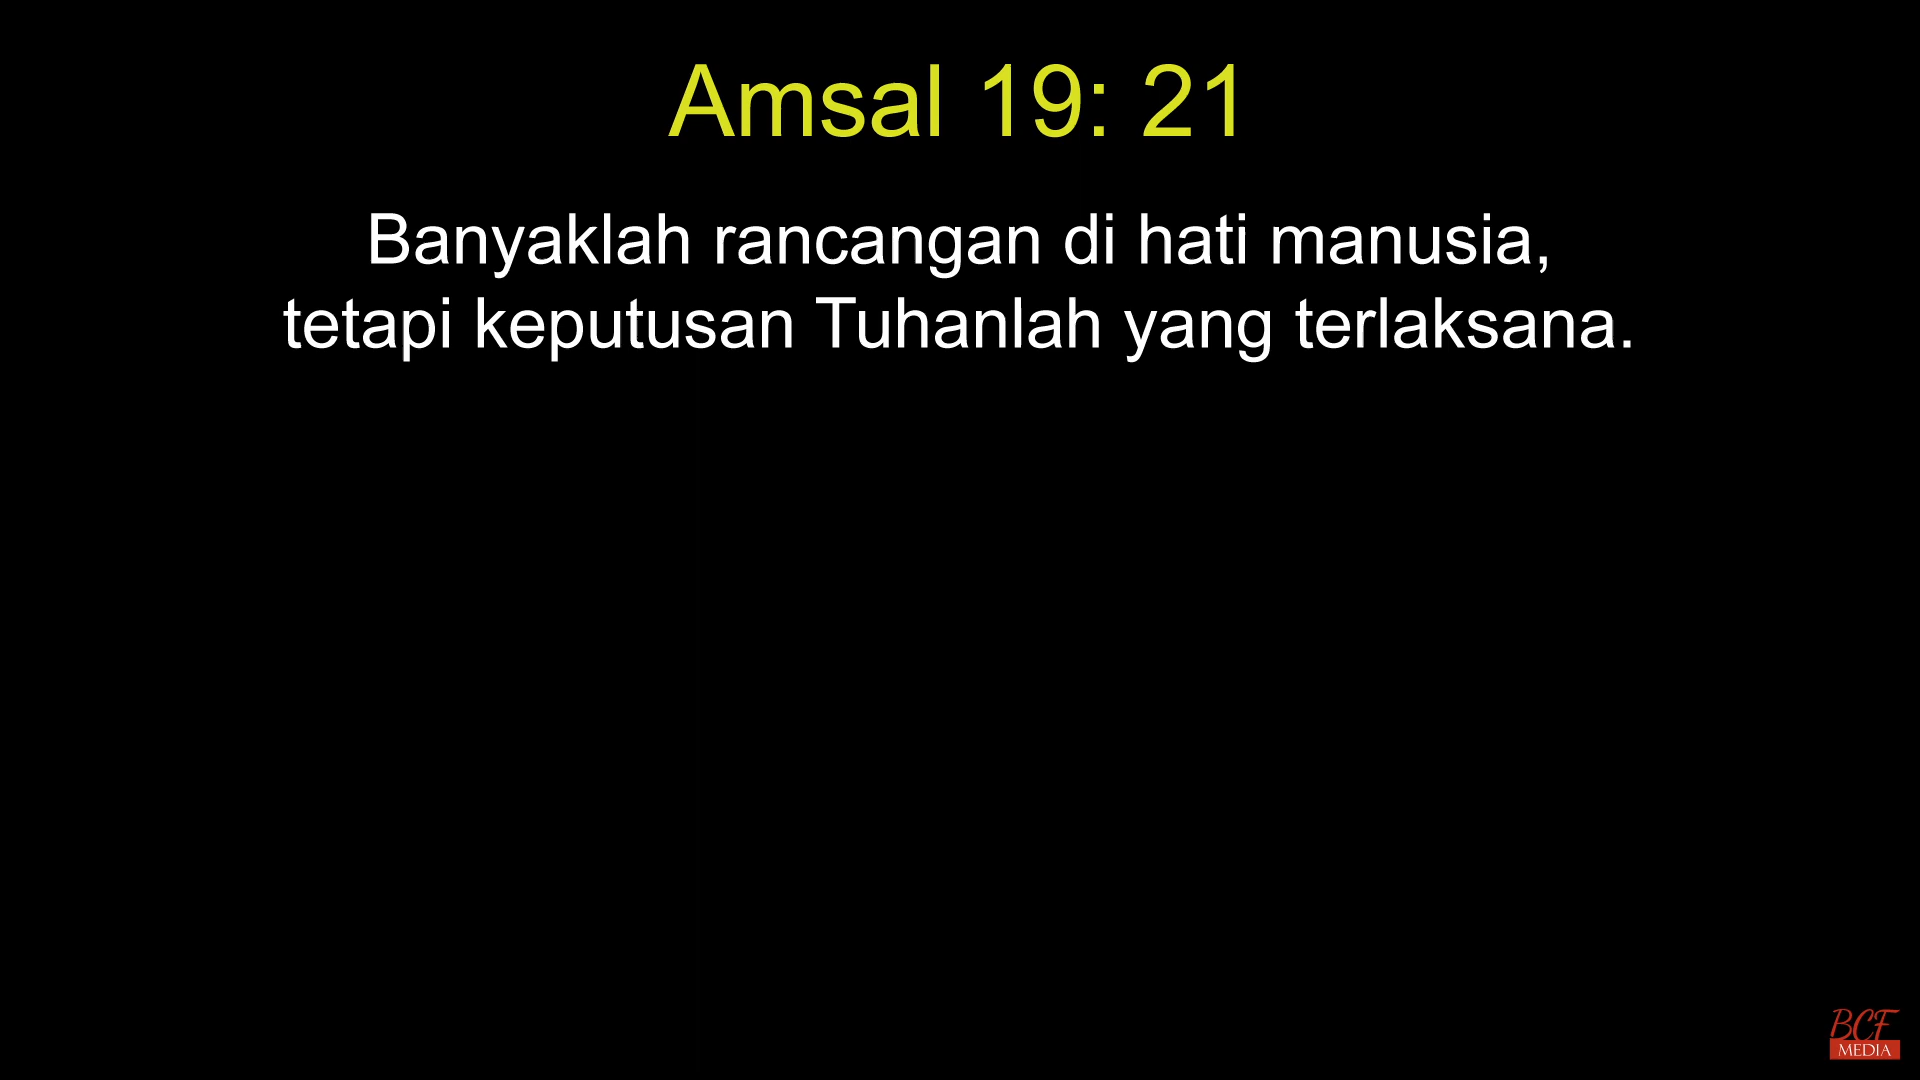 Amsal 19: 21
Banyaklah rancangan di hati manusia,
tetapi keputusan Tuhanlah yang terlaksana.
BCF
MEDIA